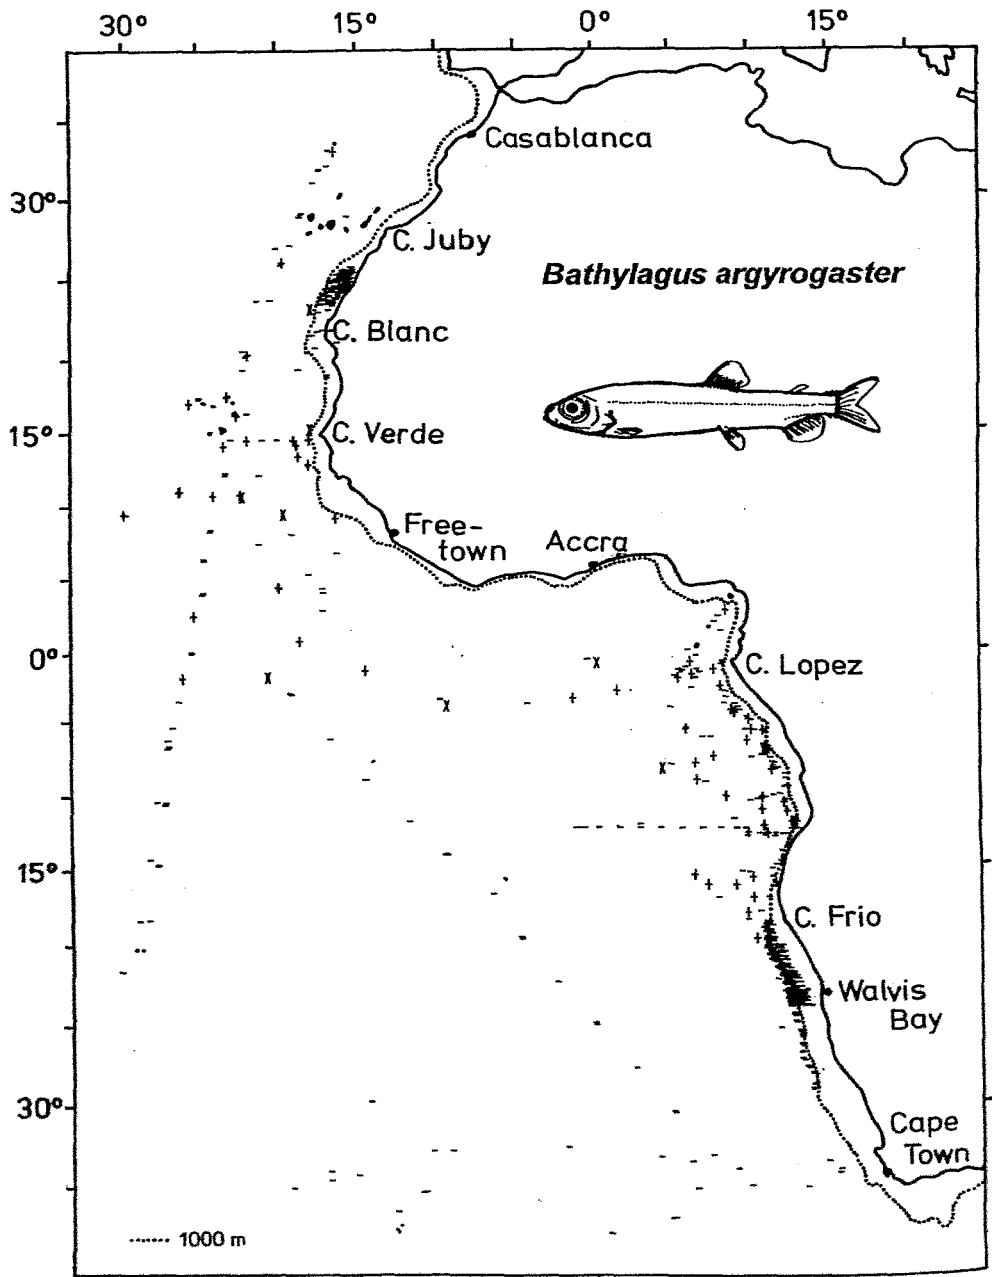 30° 15° 0° 15°
Casablanca
30°
C. Juby
Bathylagus argyrogaster
C. Blanc
15°
C. Verde
Free-
town
Accra
0°
C. Lopez
15°
C. Frio
Walvis
Bay
30°
Cape
Town
1000 m